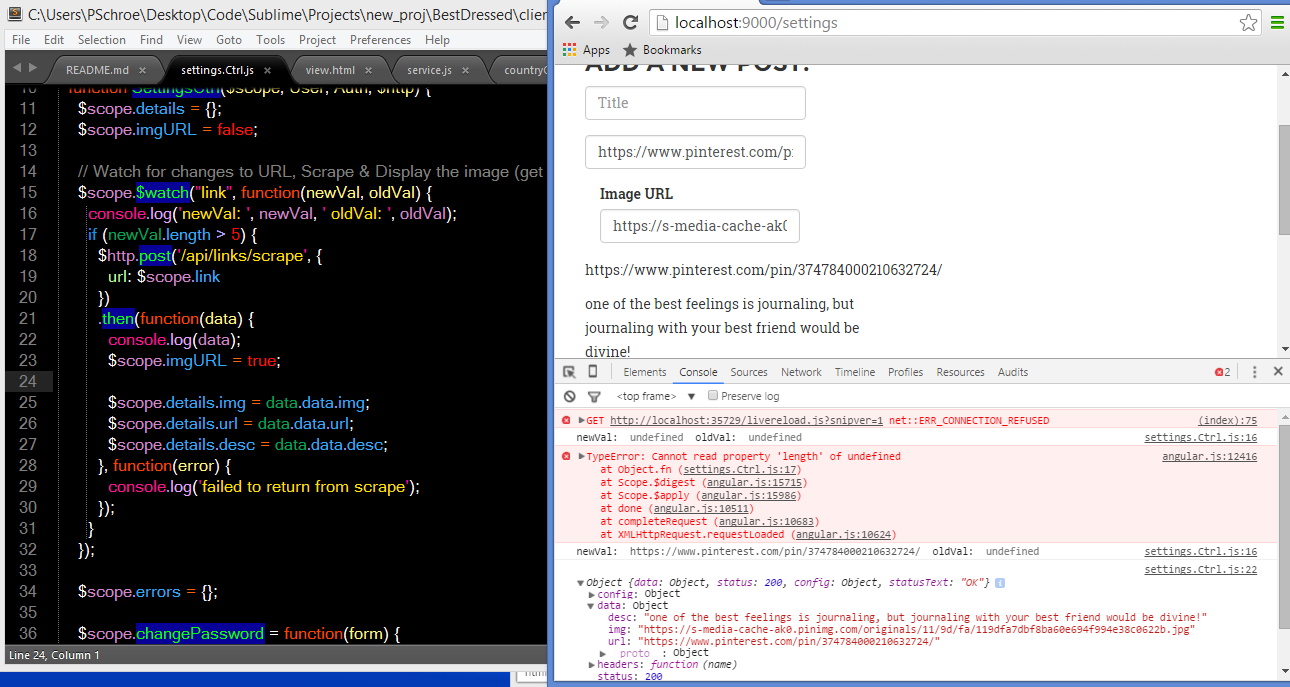 C:\Users\PSchroe\Desktop\Code\Sublime\Projects\new_proj\BestDressed\clien
File Edit Selection Find View Goto Tools Project Preferences Help
README.md × settings.Ctrl.js × view.html × service.js × countryC
10 function SettingsCtrl($scope, User, Auth, $http) {
11 $scope.details = {};
12 $scope.imgURL = false;
13
14 // Watch for changes to URL, Scrape & Display the image (get
15 $scope.$watch("link", function(newVal, oldVal) {
16 console.log('newVal: ', newVal, ' oldVal: ', oldVal);
17 if (newVal.length > 5) {
18 $http.post('/api/links/scrape', {
19 url: $scope.link
20 })
21 .then(function(data) {
22 console.log(data);
23 $scope.imgURL = true;
24
25 $scope.details.img = data.data.img;
26 $scope.details.url = data.data.url;
27 $scope.details.desc = data.data.desc;
28 }, function(error) {
29 console.log('failed to return from scrape');
30 });
31 }
32 });
33
34 $scope.errors = {};
35
36 $scope.changePassword = function(form) {
Line 24, Column 1
localhost:9000/settings
Apps Bookmarks
ADD A NEW POST:
Title
https://www.pinterest.com/pi
Image URL
https://s-media-cache-ak0
https://www.pinterest.com/pin/374784000210632724/
one of the best feelings is journaling, but
journaling with your best friend would be
divine!
Elements Console Sources Network Timeline Profiles Resources Audits 2
<top frame> ▼ Preserve log
GET http://localhost:35729/livereload.js?snipver=1 net::ERR_CONNECTION_REFUSED (index):75
newVal: undefined oldVal: undefined settings.Ctrl.js:16
TypeError: Cannot read property 'length' of undefined angular.js:12416
at Object.fn (settings.Ctrl.js:17)
at Scope.$digest (angular.js:15715)
at Scope.$apply (angular.js:15986)
at done (angular.js:10511)
at completeRequest (angular.js:10683)
at XMLHttpRequest.requestLoaded (angular.js:10624)
newVal: https://www.pinterest.com/pin/374784000210632724/ oldVal: undefined settings.Ctrl.js:16
settings.Ctrl.js:22
Object {data: Object, status: 200, config: Object, statusText: "OK"}
config: Object
data: Object
desc: "one of the best feelings is journaling, but journaling with your best friend would be divine!"
img: "https://s-media-cache-ak0.pinimg.com/originals/11/9d/fa/119dfa7dbf8ba60e694f994e38c0622b.jpg"
url: "https://www.pinterest.com/pin/374784000210632724/"
__proto__: Object
headers: function (name)
status: 200